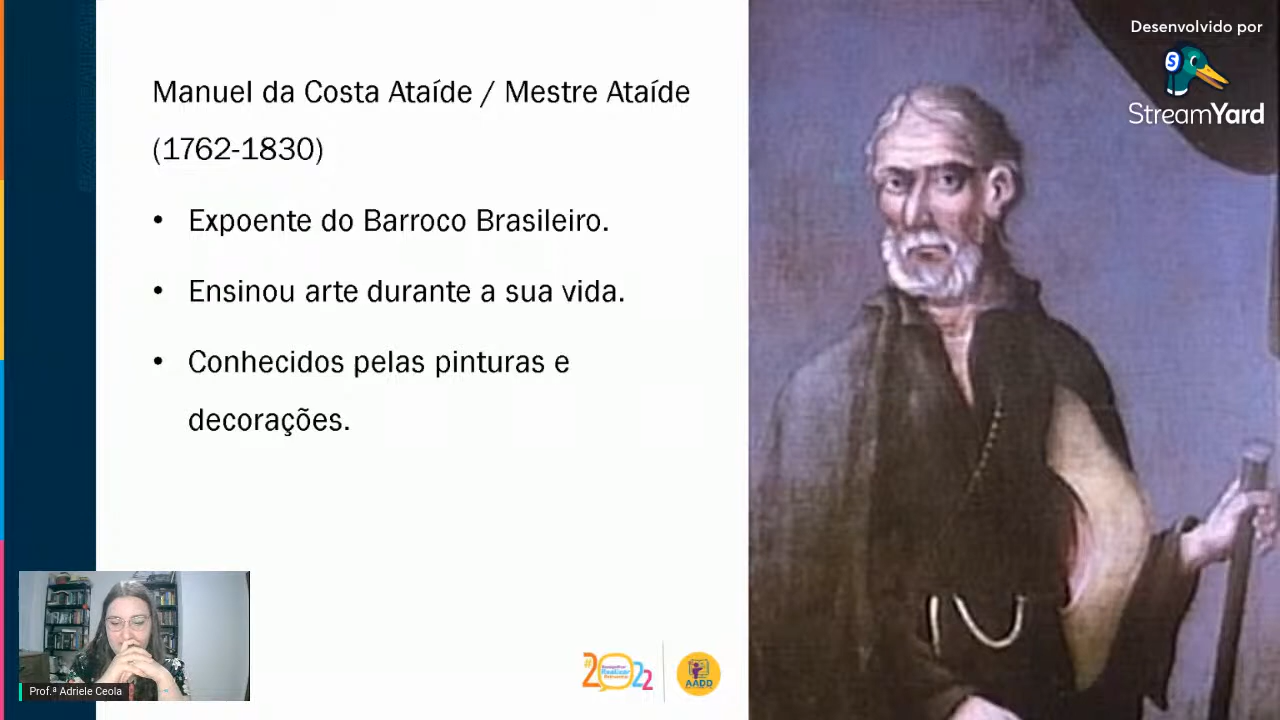 Desenvolvido por
StreamYard
Manuel da Costa Ataíde / Mestre Ataíde
(1762-1830)
• Expoente do Barroco Brasileiro.
• Ensinou arte durante a sua vida.
• Conhecidos pelas pinturas e
decorações.
Prof.ª Adriele Ceola
#2022
AADD